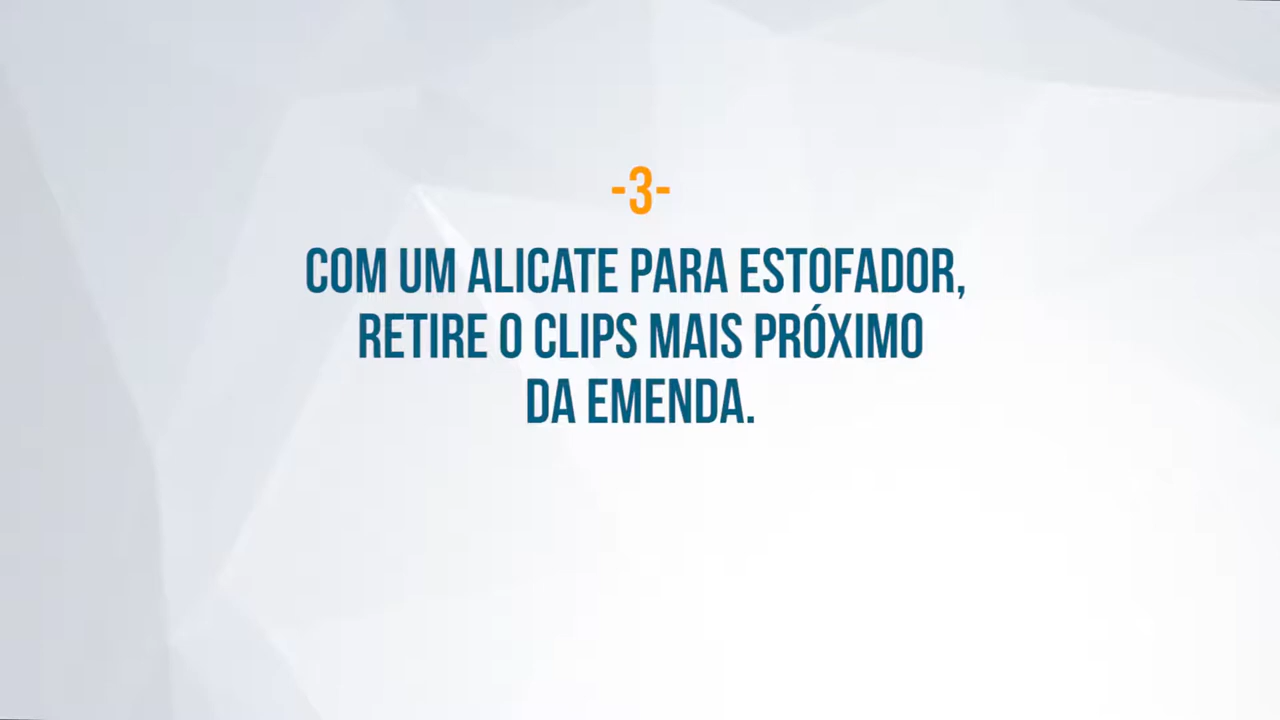 -3-
COM UM ALICATE PARA ESTOFADOR,
RETIRE O CLIPS MAIS PRÓXIMO
DA EMENDA.